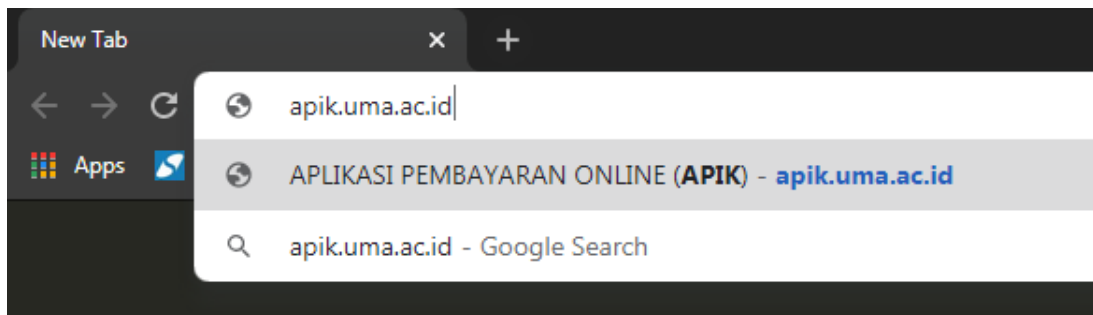 New Tab
apik.uma.ac.id
Apps
APLIKASI PEMBAYARAN ONLINE (APIK) - apik.uma.ac.id
apik.uma.ac.id - Google Search